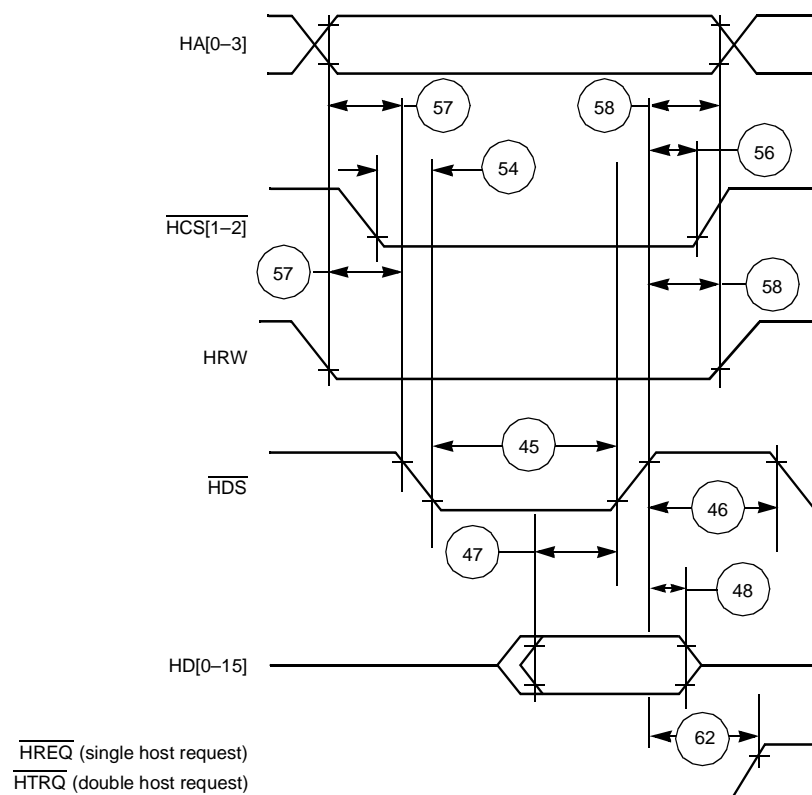 HA[0–3]
57
58
56
54
HCS[1–2]
57
58
HRW
45
HDS
46
47
48
HD[0–15]
62
HREQ (single host request)
HTRQ (double host request)